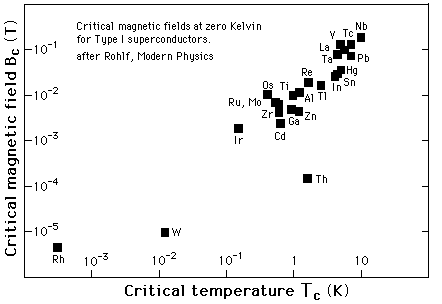 Critical magnetic fields at zero Kelvin
for Type I superconductors.
after Rohlf, Modern Physics
Critical magnetic field B_C (T)
10⁻¹
10⁻²
10⁻³
10⁻⁴
10⁻⁵
Nb
V Tc
La
Ta Pb
Re Hg
Sn
Os Ti In
Ru, Mo Al Tl
Zr Ga Zn
Ir Cd
Th
W
Rh
10⁻³ 10⁻² 10⁻¹ 1 10
Critical temperature T_C (K)